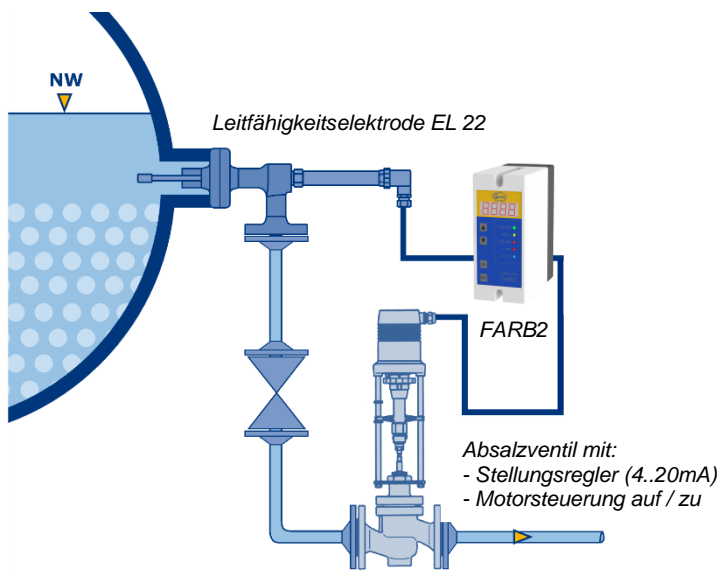 NW
Leitfähigkeitselektrode EL 22
FARB2
Absalzventil mit:
- Stellungsregler (4..20mA)
- Motorsteuerung auf / zu